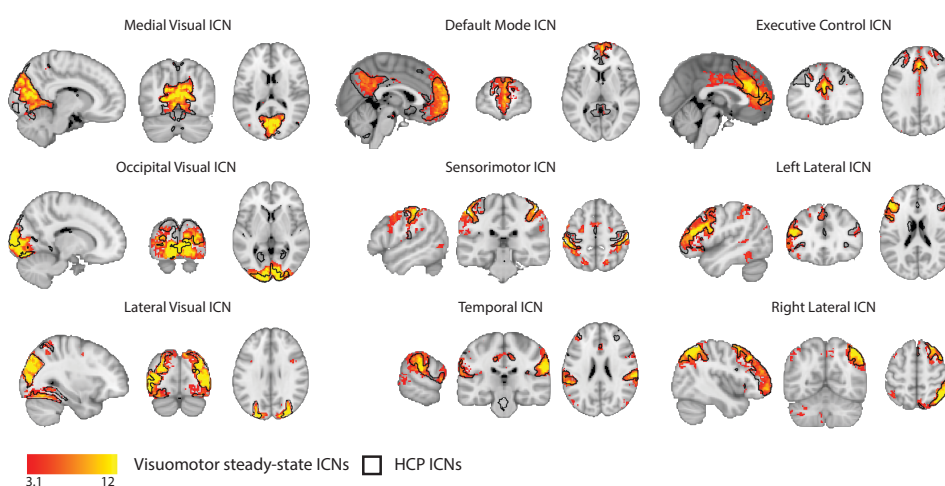 Medial Visual ICN
Default Mode ICN
Executive Control ICN
Occipital Visual ICN
Sensorimotor ICN
Left Lateral ICN
Lateral Visual ICN
Temporal ICN
Right Lateral ICN
Visuomotor steady-state ICNs
HCP ICNs
3.1
12